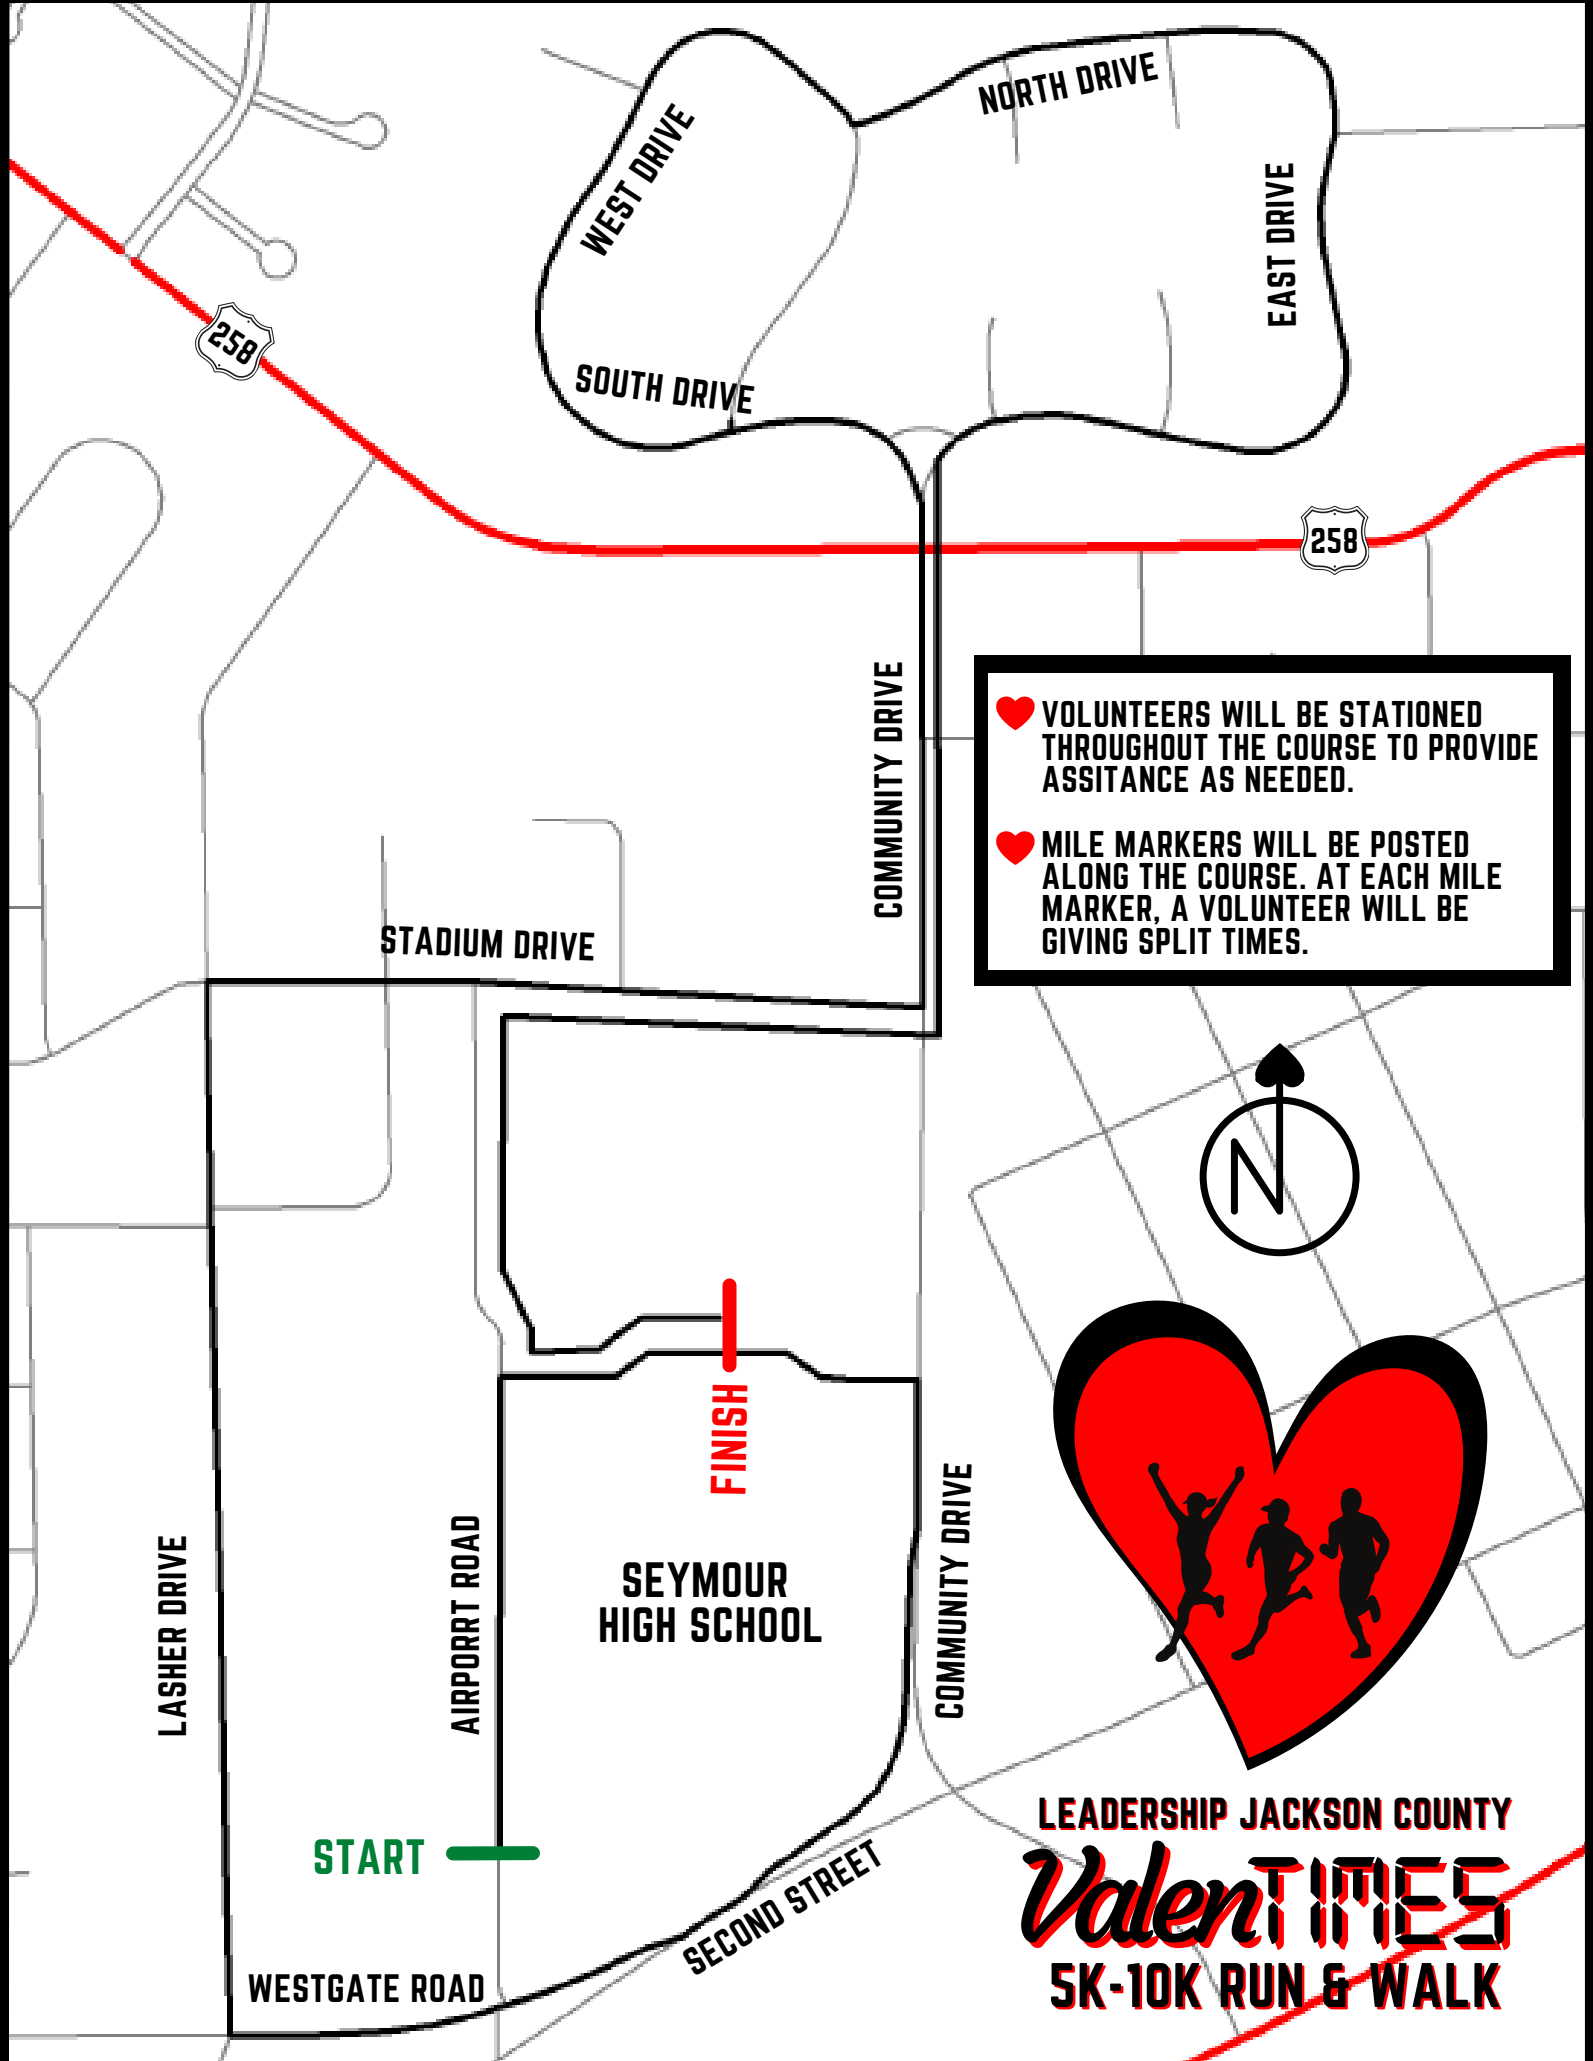 NORTH DRIVE
WEST DRIVE
EAST DRIVE
258
SOUTH DRIVE
258
COMMUNITY DRIVE
VOLUNTEERS WILL BE STATIONED
THROUGHOUT THE COURSE TO PROVIDE
ASSITANCE AS NEEDED.
MILE MARKERS WILL BE POSTED
ALONG THE COURSE. AT EACH MILE
MARKER, A VOLUNTEER WILL BE
GIVING SPLIT TIMES.
STADIUM DRIVE
N
FINISH
LASHER DRIVE
AIRPORT ROAD
SEYMOUR
HIGH SCHOOL
COMMUNITY DRIVE
START
SECOND STREET
WESTGATE ROAD
LEADERSHIP JACKSON COUNTY
ValenTIMES
5K-10K RUN & WALK